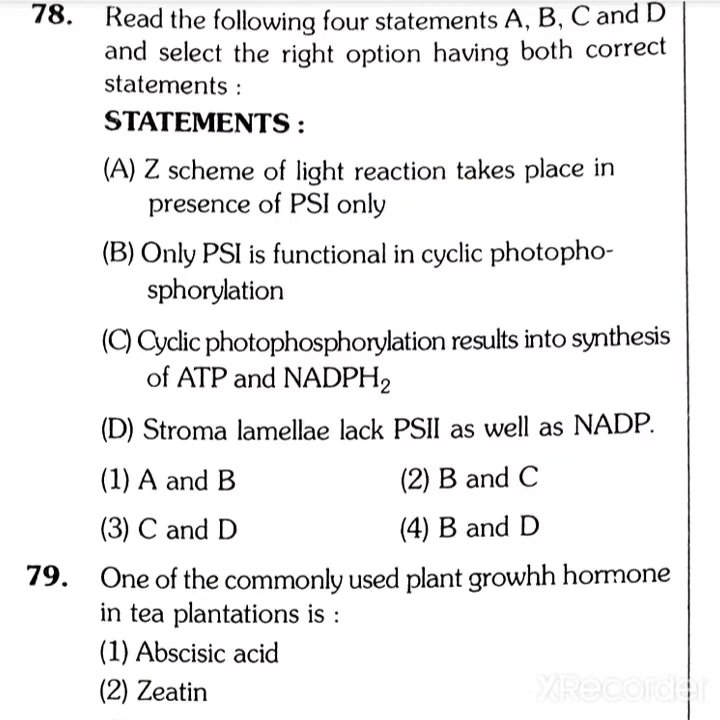 78. Read the following four statements A, B, C and D
and select the right option having both correct
statements :
STATEMENTS :
(A) Z scheme of light reaction takes place in
presence of PSI only
(B) Only PSI is functional in cyclic photopho-
sphorylation
(C) Cyclic photophosphorylation results into synthesis
of ATP and NADPH₂
(D) Stroma lamellae lack PSII as well as NADP.
(1) A and B (2) B and C
(3) C and D (4) B and D
79. One of the commonly used plant growhh hormone
in tea plantations is :
(1) Abscisic acid
(2) Zeatin
XRecorder